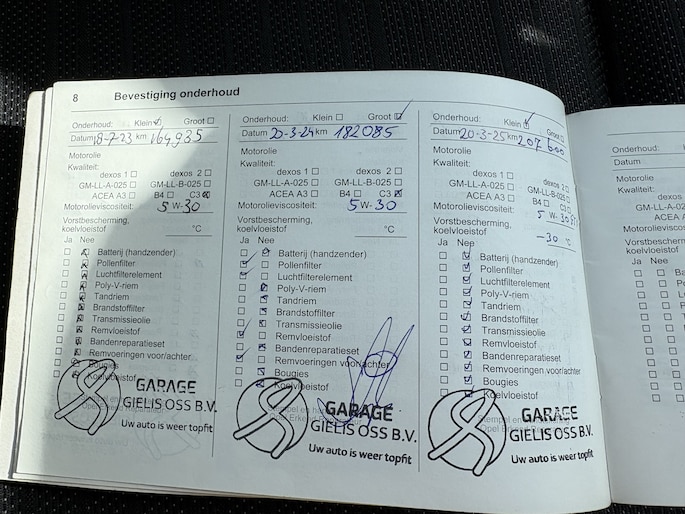 8 Bevestiging onderhoud
Onderhoud: Klein Groot
Datum 18-7-23 km 164,935
Motorolie
Kwaliteit:
dexos 1 dexos 2
GM-LL-A-025 GM-LL-B-025
ACEA A3 C3
Motorolieviscositeit:
5 W-30
Vorstbescherming,
koelvloeistof °C
Ja Nee
Batterij (handzender)
Pollenfilter
Luchtfilterelement
Poly-V-riem
Tandriem
Brandstoffilter
Transmissieolie
Remvloeistof
Bandenreparatieset
Remvoeringen voor/achter
Bougies
Koelvloeistof
GARAGE
GIELIS OSS B.V.
Uw auto is weer topfit
Onderhoud: Klein Groot
Datum 20-3-24 km 182085
Motorolie
Kwaliteit:
dexos 1 dexos 2
GM-LL-A-025 GM-LL-B-025
ACEA A3 B4 C3
Motorolieviscositeit:
5 W-30
Vorstbescherming,
koelvloeistof °C
Ja Nee
Batterij (handzender)
Pollenfilter
Luchtfilterelement
Poly-V-riem
Tandriem
Brandstoffilter
Transmissieolie
Remvloeistof
Bandenreparatieset
Remvoeringen voor/achter
Bougies
Koelvloeistof
GARAGE
GIELIS OSS B.V.
Uw auto is weer topfit
Onderhoud: Klein Groot
Datum 20-3-25 km 207600
Motorolie
Kwaliteit:
dexos 1 dexos 2
GM-LL-A-025 GM-LL-B-025
ACEA A3 B4 C3
Motorolieviscositeit:
5 W-30
Vorstbescherming,
koelvloeistof -30 °C
Ja Nee
Batterij (handzender)
Pollenfilter
Luchtfilterelement
Poly-V-riem
Tandriem
Brandstoffilter
Transmissieolie
Remvloeistof
Bandenreparatieset
Remvoeringen voor/achter
Bougies
Koelvloeistof
GARAGE
GIELIS OSS B.V.
Uw auto is weer topfit
Onderhoud:
Datum
Motorolie
Kwaliteit:
GM-LL-A-02
ACEA A
Ja Nee